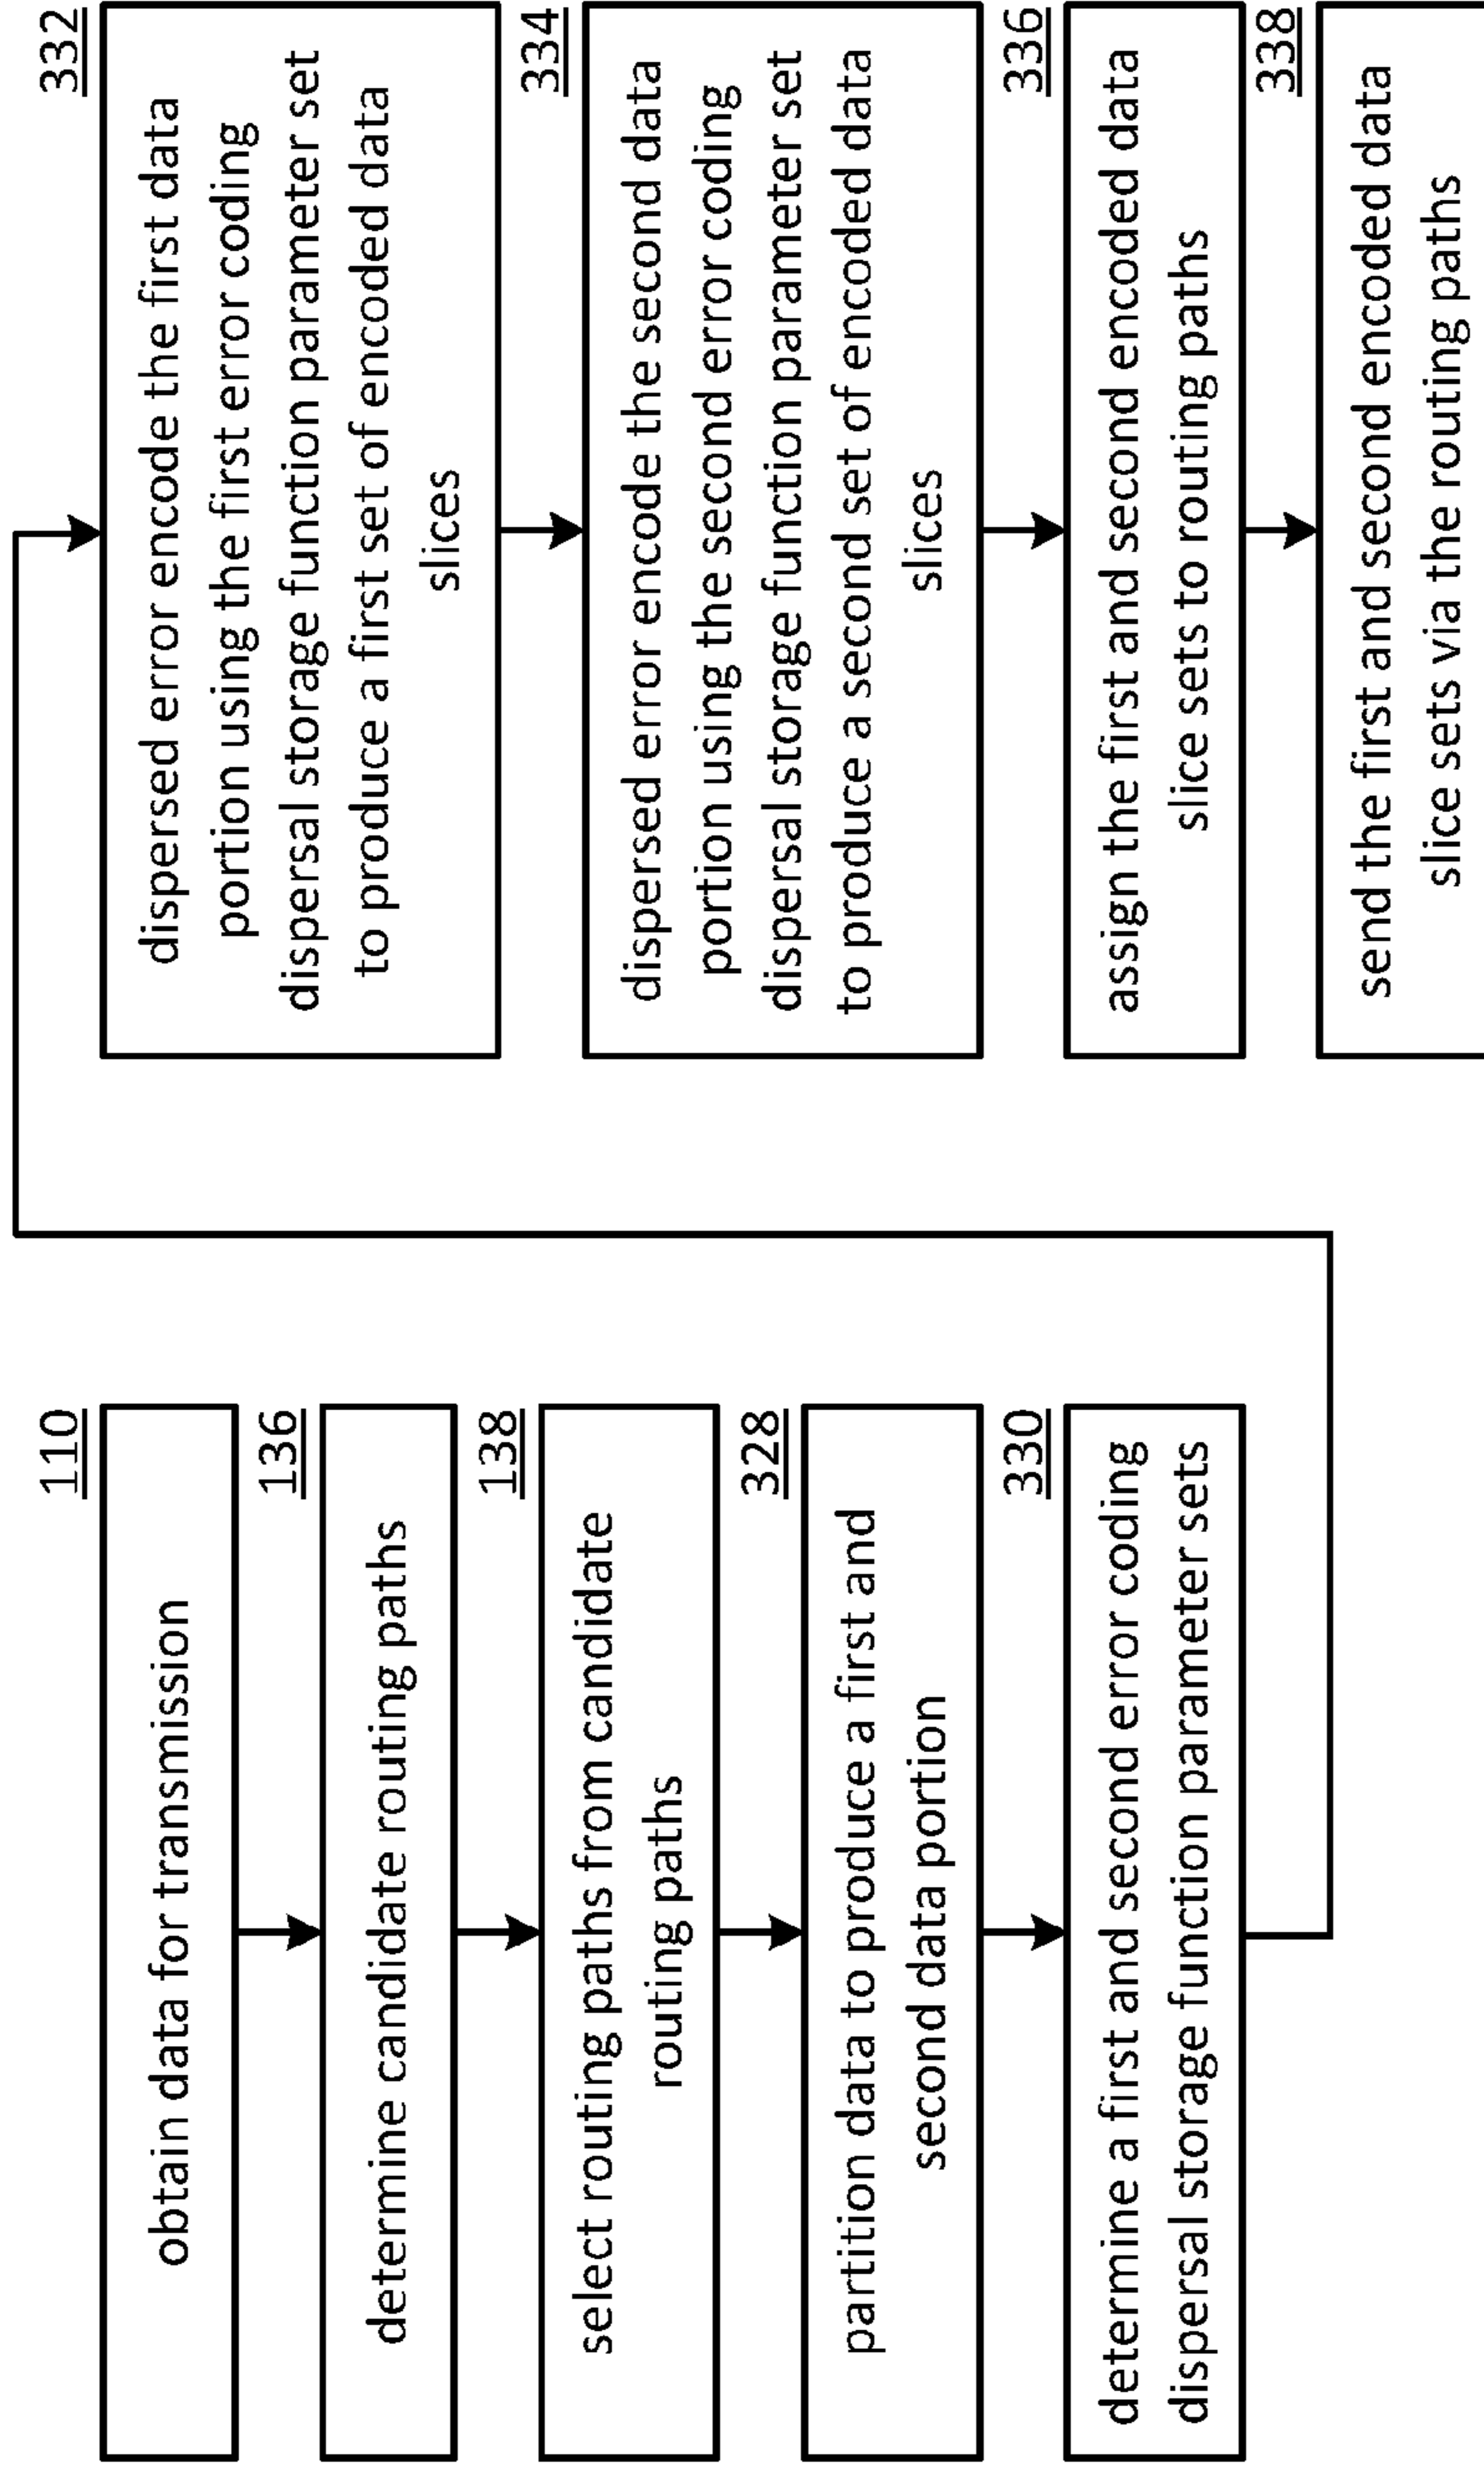 110
obtain data for transmission
136
determine candidate routing paths
138
select routing paths from candidate
routing paths
328
partition data to produce a first and
second data portion
330
determine a first and second error coding
dispersal storage function parameter sets
332
dispersed error encode the first data
portion using the first error coding
dispersal storage function parameter set
to produce a first set of encoded data
slices
334
dispersed error encode the second data
portion using the second error coding
dispersal storage function parameter set
to produce a second set of encoded data
slices
336
assign the first and second encoded data
slice sets to routing paths
338
send the first and second encoded data
slice sets via the routing paths